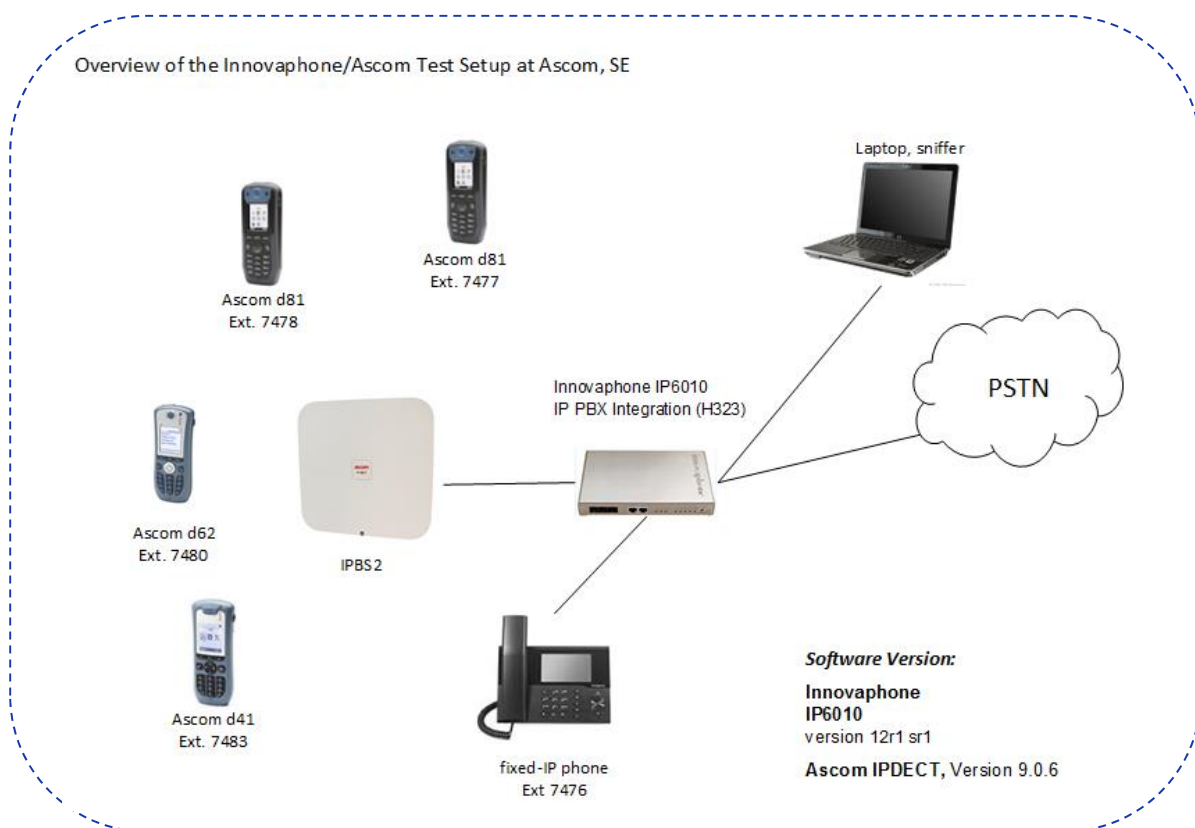 Overview of the Innovaphone/Ascom Test Setup at Ascom, SE
Laptop, sniffer
Ascom d81
Ext. 7477
Ascom d81
Ext. 7478
Innovaphone IP6010
IP PBX Integration (H323)
PSTN
ascom
Ascom d62
Ext. 7480
IPBS2
Ascom d41
Ext. 7483
fixed-IP phone
Ext 7476
Software Version:
Innovaphone
IP6010
version 12r1 sr1
Ascom IPDECT, Version 9.0.6